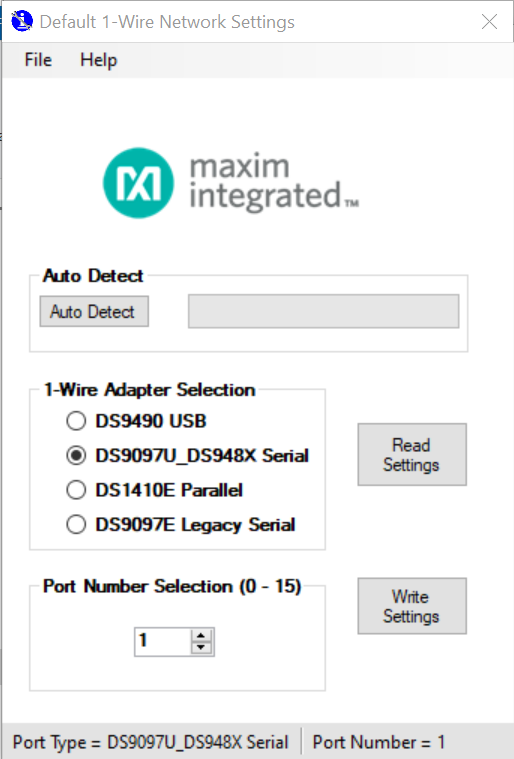 Default 1-Wire Network Settings
File Help
maxim
integrated™
Auto Detect
Auto Detect
1-Wire Adapter Selection
DS9490 USB
DS9097U_DS948X Serial
DS1410E Parallel
DS9097E Legacy Serial
Read
Settings
Port Number Selection (0 - 15)
1
Write
Settings
Port Type = DS9097U_DS948X Serial Port Number = 1